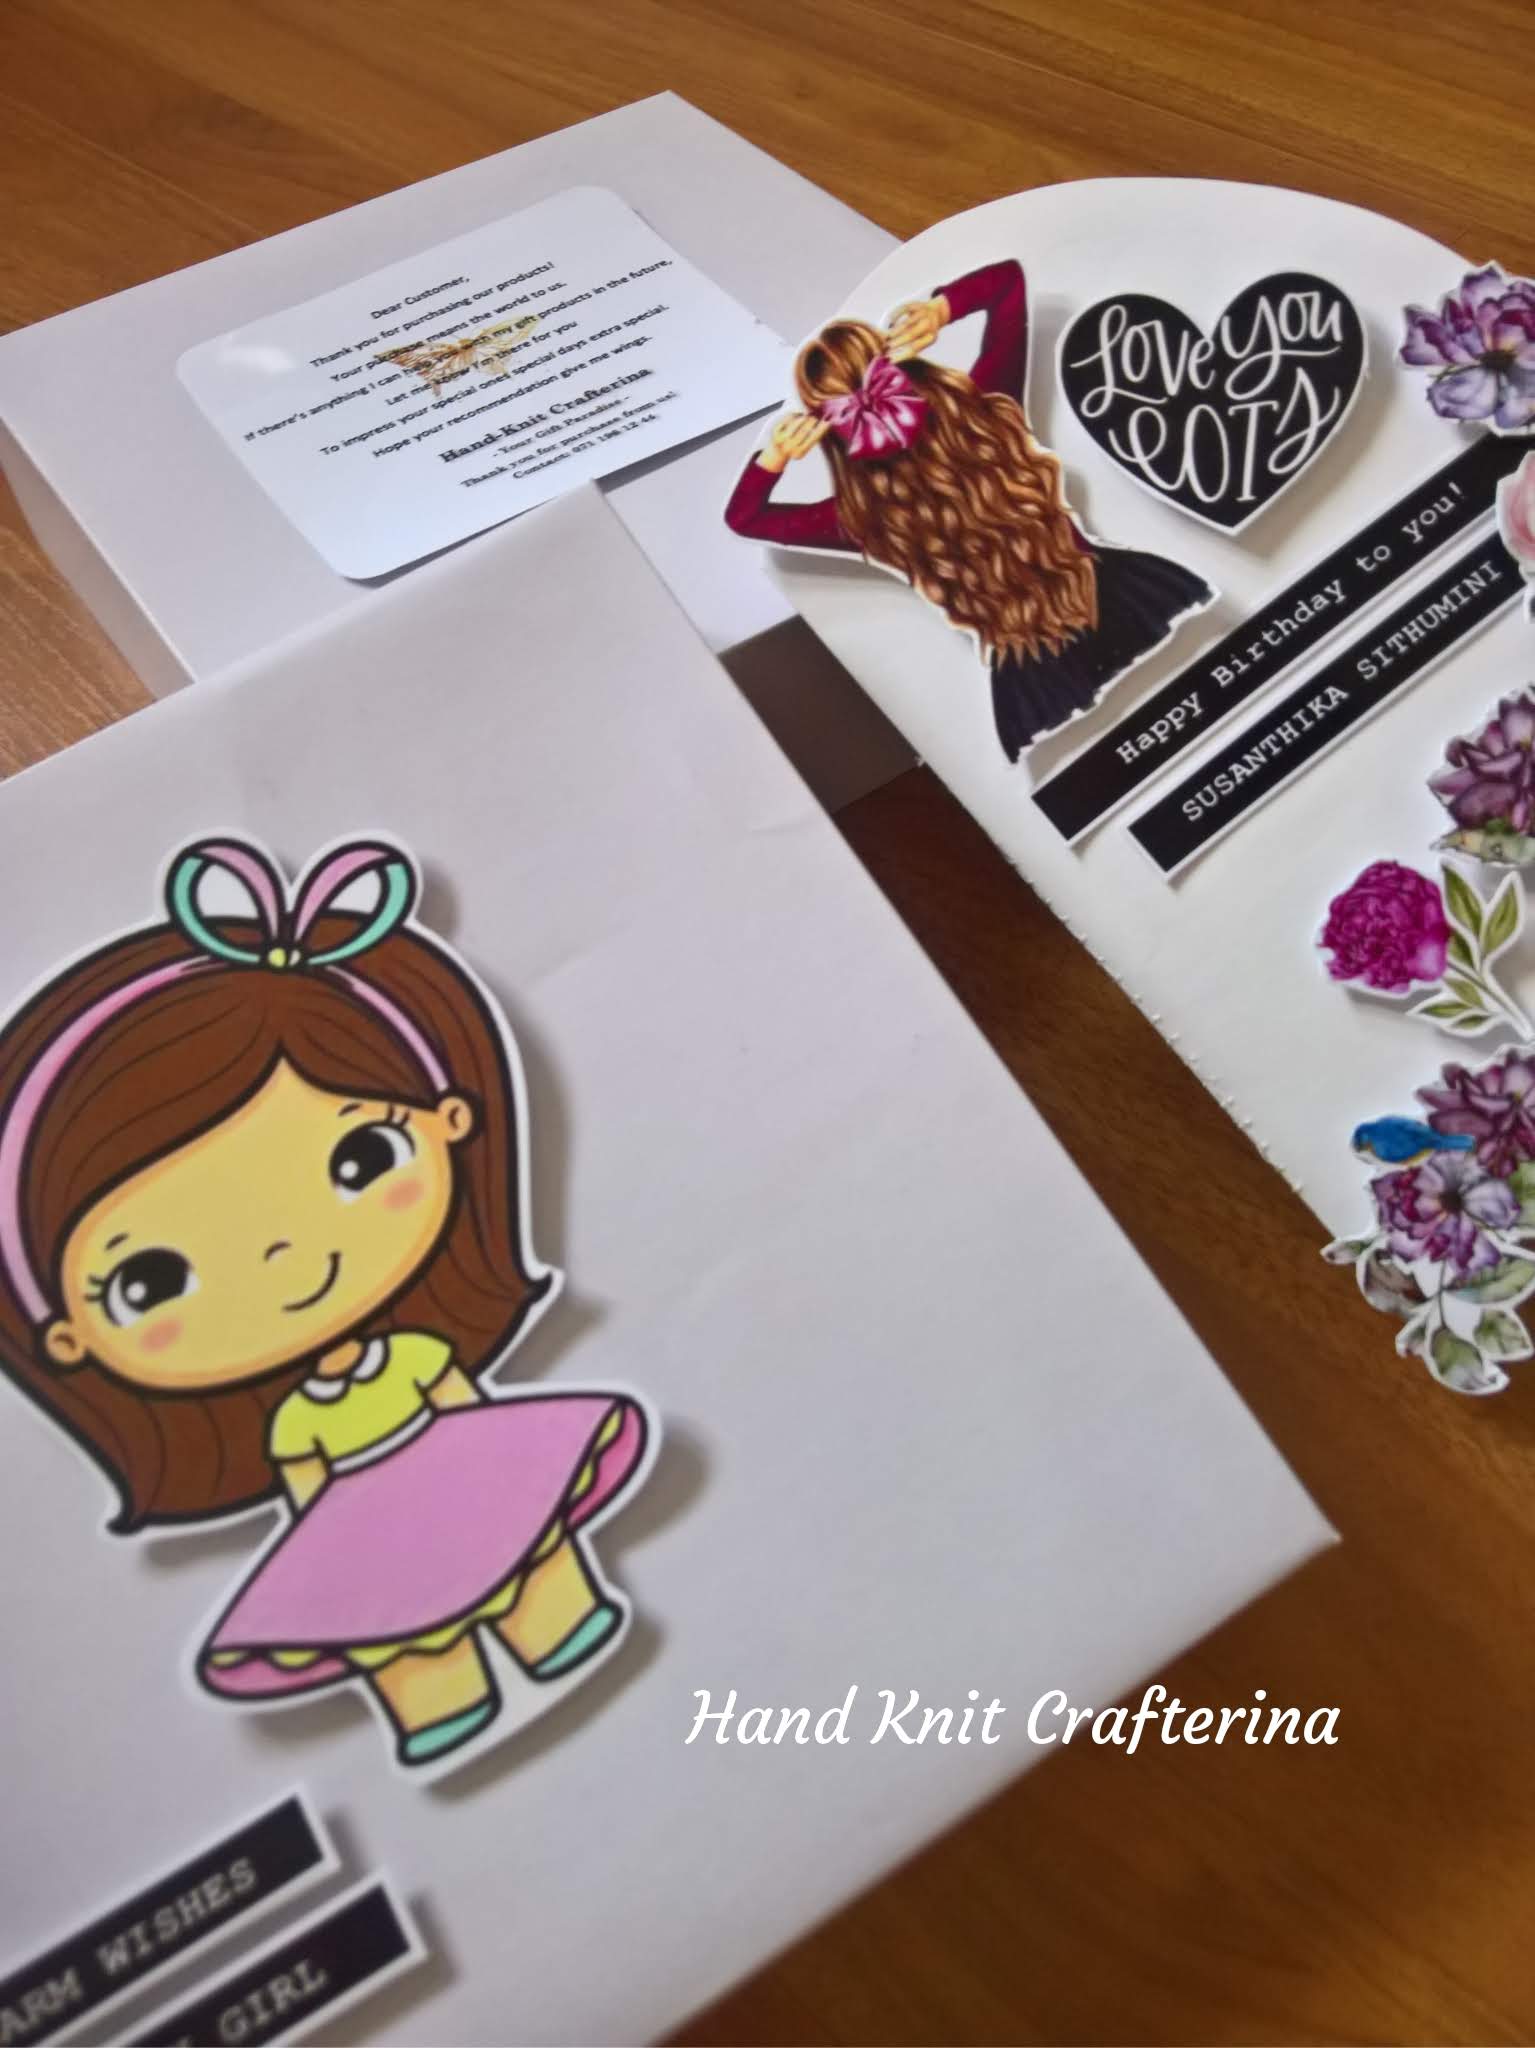 Dear Customer,
Thank you for purchasing our products!
Your purchase means the world to us.
If there's anything I can help you with my gift products in the future,
Let me know I'm there for you
To impress your special ones special days extra special.
Hope your recommendation give me wings.
Hand-Knit Crafterina
- Your Gift Paradise -
Thank you for purchase from us!
Contact: 071 198 12 44
Love you
LOTS
Happy Birthday to you!
SUSANTHIKA SITHUMINI
Hand Knit Crafterina
ARM WISHES
GIRL